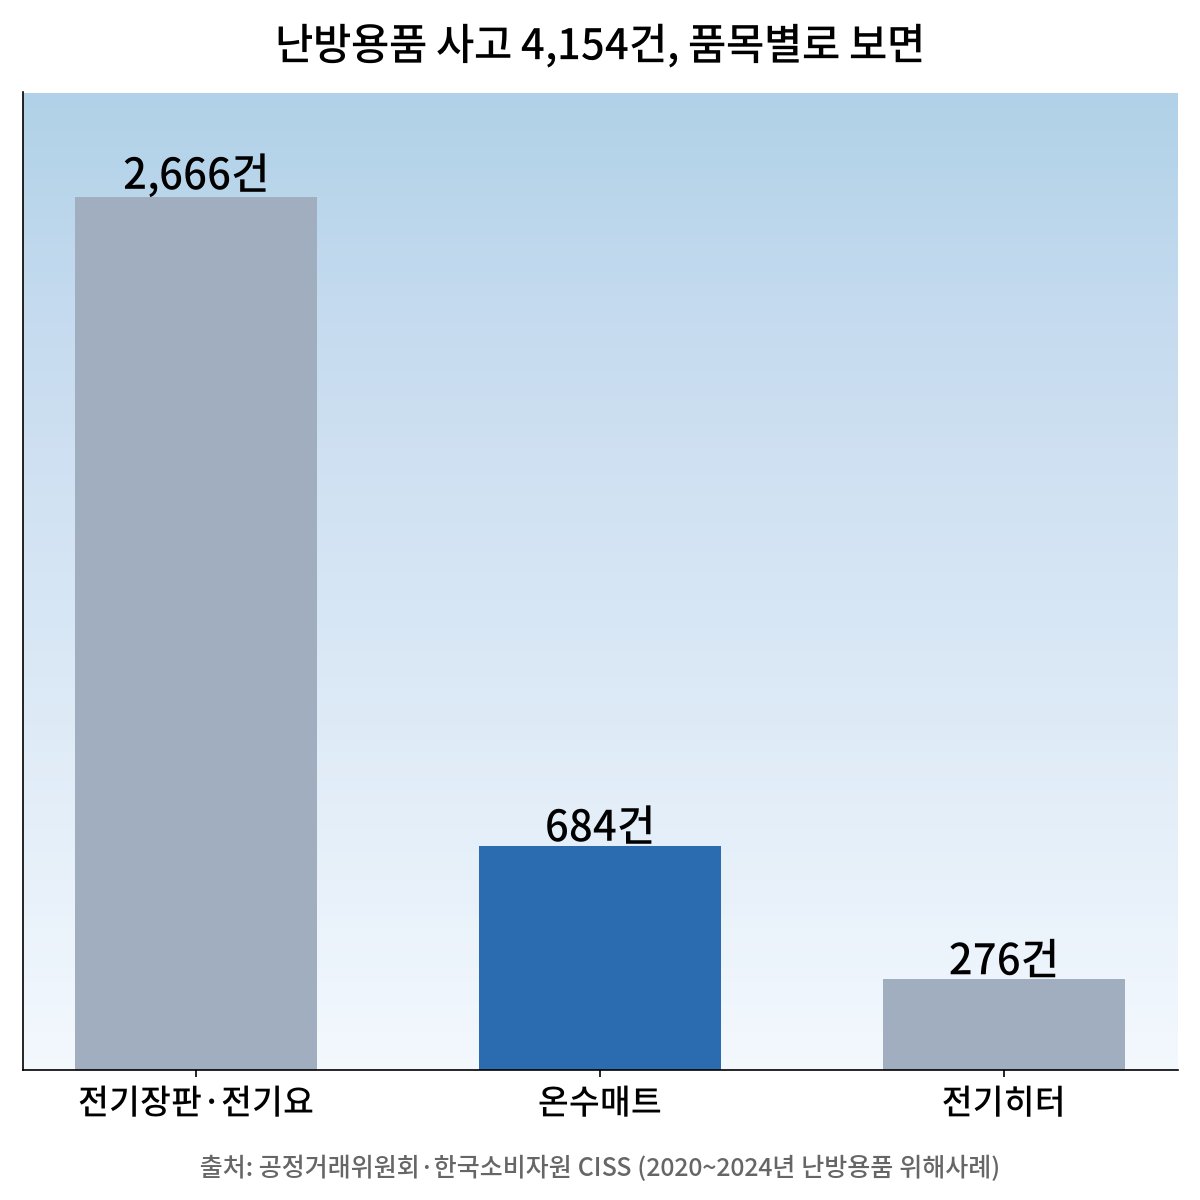 난방용품 사고 4,154건, 품목별로 보면
2,666건
684건
276건
전기장판·전기요
온수매트
전기히터
출처: 공정거래위원회·한국소비자원 CISS (2020~2024년 난방용품 위해사례)